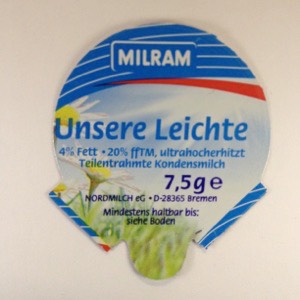 MILRAM
Unsere Leichte
4% Fett • 20% ffTM, ultrahocherhitzt
Teilentrahmte Kondensmilch
7,5g e
NORDMILCH eG • D-28365 Bremen
Mindestens haltbar bis:
siehe Boden